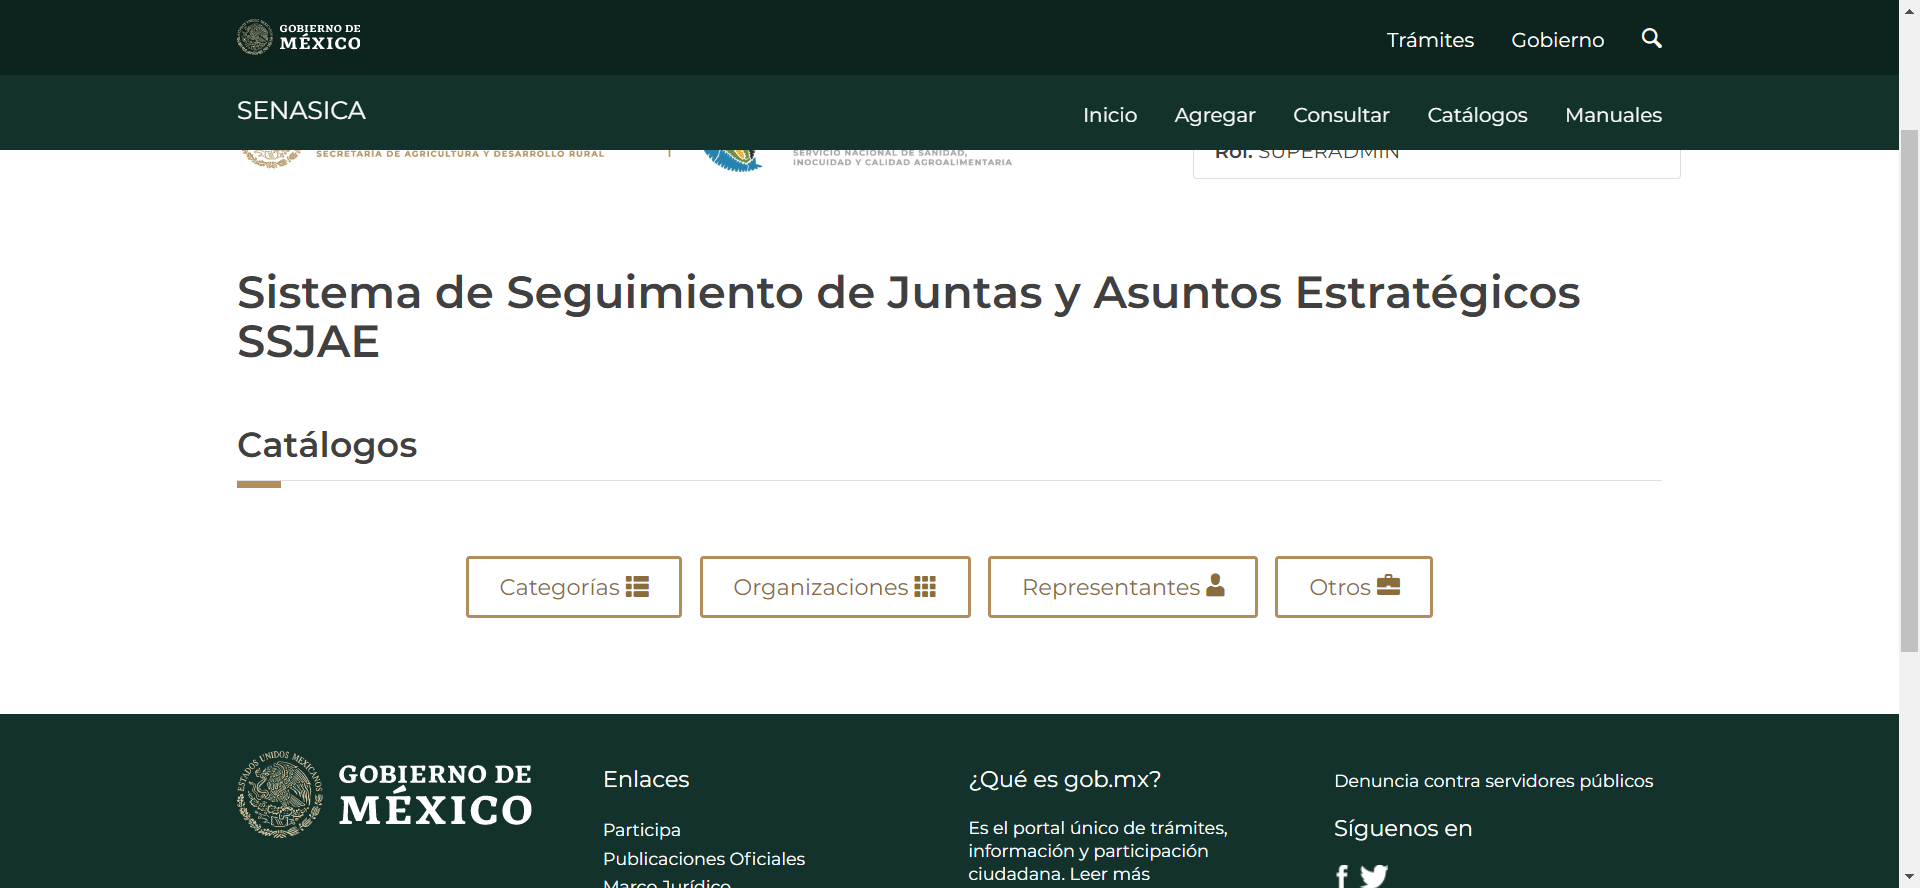 GOBIERNO DE
MÉXICO
Trámites
Gobierno
SENASICA
Inicio
Agregar
Consultar
Catálogos
Manuales
SECRETARÍA DE AGRICULTURA Y DESARROLLO RURAL
SERVICIO NACIONAL DE SANIDAD,
INOCUIDAD Y CALIDAD AGROALIMENTARIA
Rol: SUPERADMIN
Sistema de Seguimiento de Juntas y Asuntos Estratégicos
SSJAE
Catálogos
Categorías
Organizaciones
Representantes
Otros
ESTADOS UNIDOS MEXICANOS
GOBIERNO DE
MÉXICO
Enlaces
Participa
Publicaciones Oficiales
Marco Jurídico
¿Qué es gob.mx?
Es el portal único de trámites,
información y participación
ciudadana. Leer más
Denuncia contra servidores públicos
Síguenos en